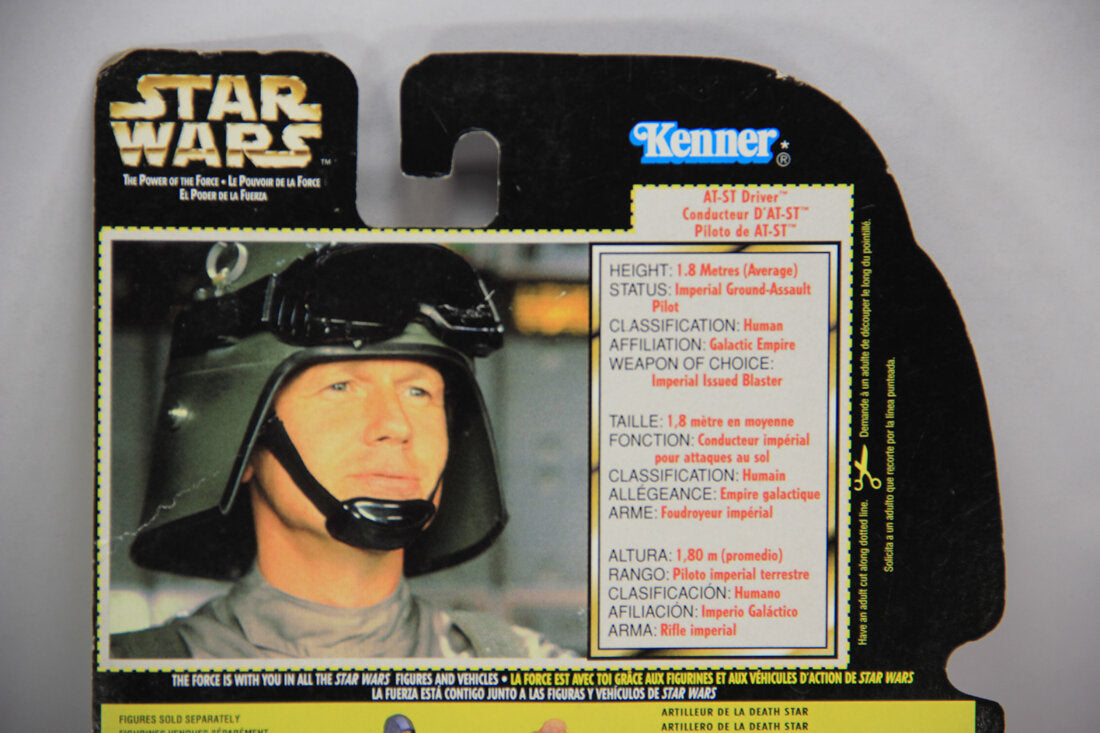 STAR
WARS™
THE POWER OF THE FORCE • LE POUVOIR DE LA FORCE
EL PODER DE LA FUERZA
Kenner*®
AT-ST Driver™
Conducteur D'AT-ST™
Piloto de AT-ST™
HEIGHT: 1.8 Metres (Average)
STATUS: Imperial Ground-Assault
Pilot
CLASSIFICATION: Human
AFFILIATION: Galactic Empire
WEAPON OF CHOICE:
Imperial Issued Blaster
TAILLE: 1,8 mètre en moyenne
FONCTION: Conducteur impérial
pour attaques au sol
CLASSIFICATION: Humain
ALLÉGEANCE: Empire galactique
ARME: Foudroyeur impérial
ALTURA: 1,80 m (promedio)
RANGO: Piloto imperial terrestre
CLASIFICACIÓN: Humano
AFILIACIÓN: Imperio Galáctico
ARMA: Rifle imperial
Have an adult cut along dotted line. Demande à un adulte de découper le long du pointillé.
Solicita a un adulto que recorte por la línea punteada.
THE FORCE IS WITH YOU IN ALL THE STAR WARS FIGURES AND VEHICLES • LA FORCE EST AVEC TOI GRÂCE AUX FIGURINES ET AUX VÉHICULES D'ACTION DE STAR WARS
LA FUERZA ESTÁ CONTIGO JUNTO A LAS FIGURAS Y VEHÍCULOS DE STAR WARS
FIGURES SOLD SEPARATELY
FIGURINES VENDUES SÉPARÉMENT
ARTILLEUR DE LA DEATH STAR
ARTILLERO DE LA DEATH STAR